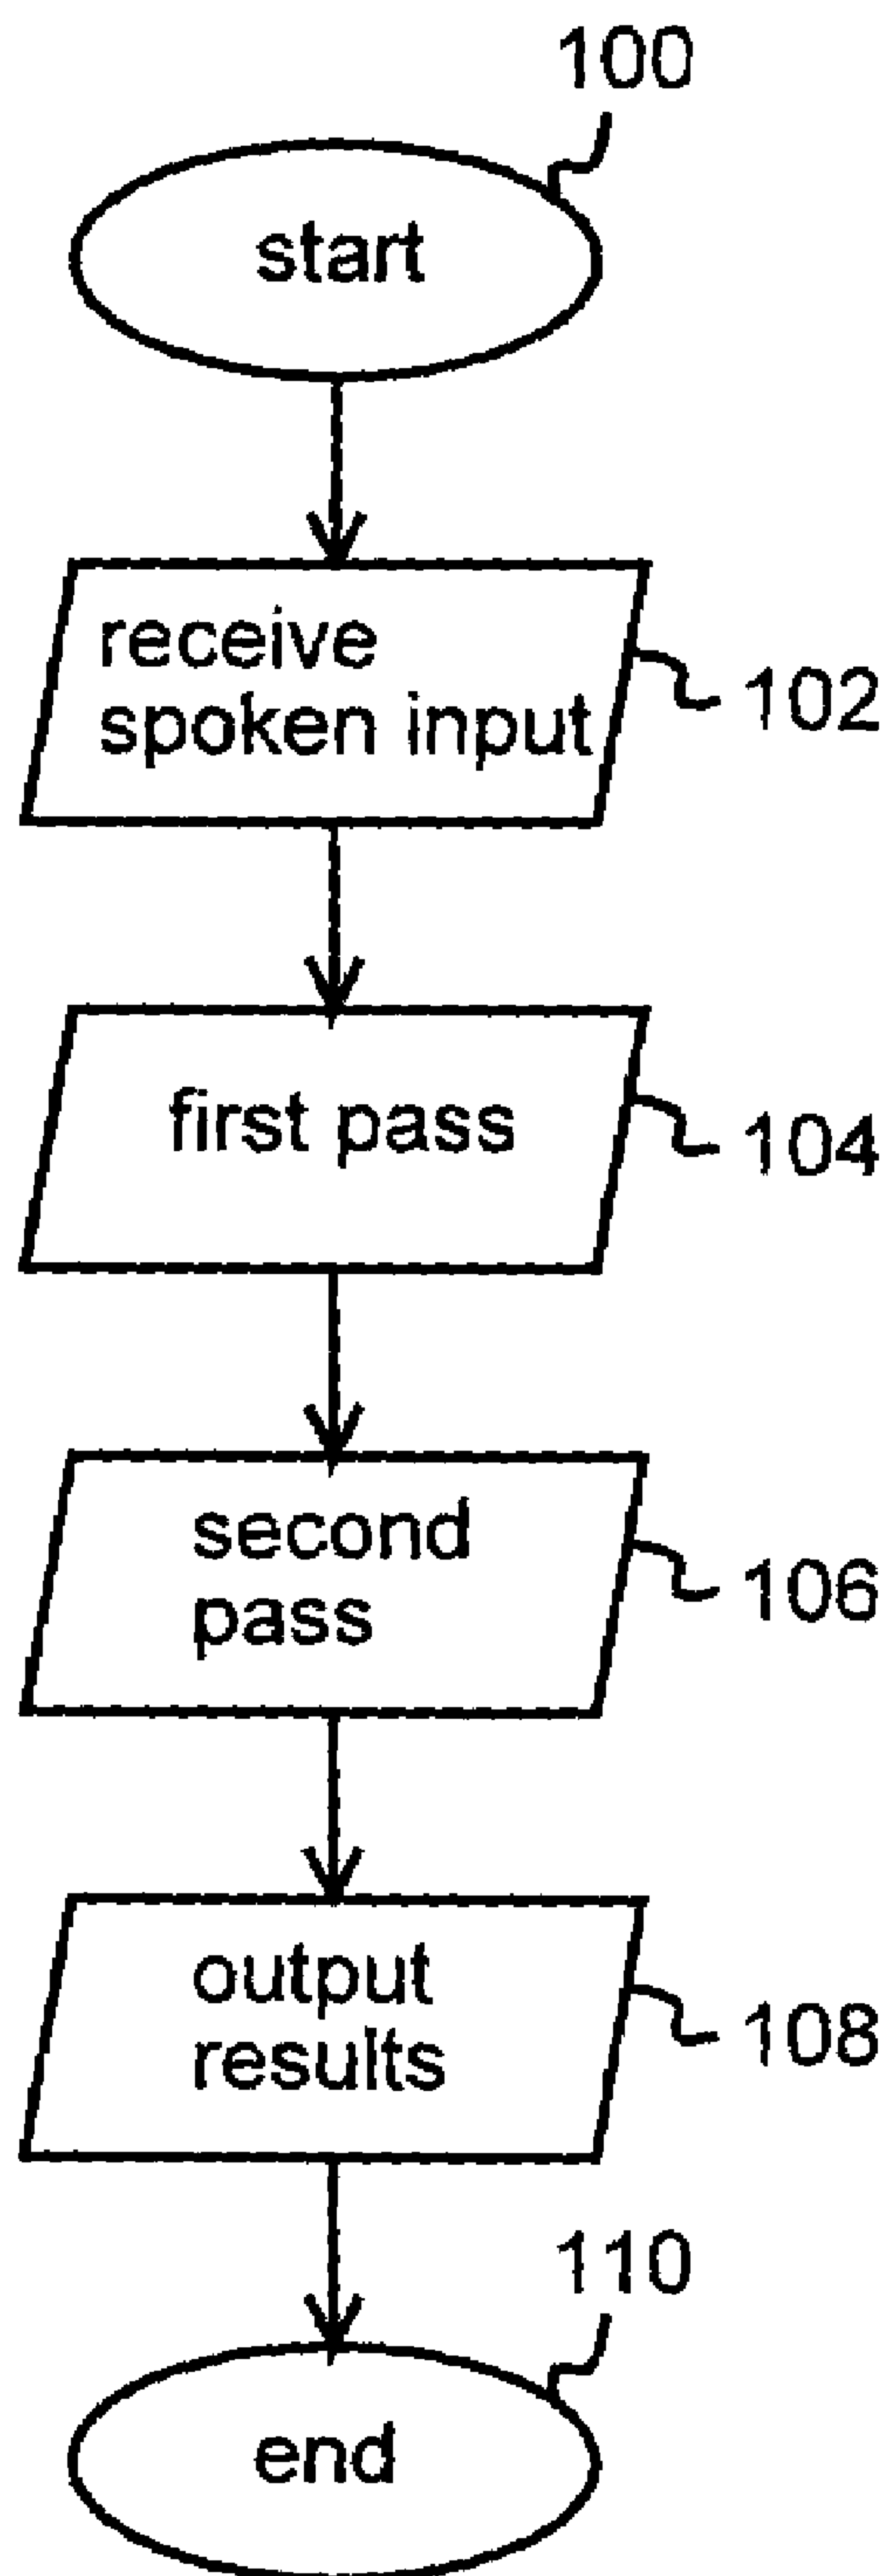 100
start
receive
spoken input
102
first pass
104
second
pass
106
output
results
108
110
end